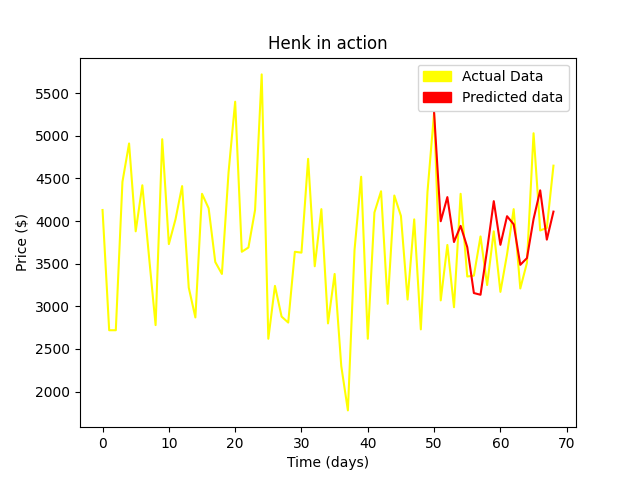 Henk in action
Actual Data
Predicted data
Price ($)
5500
5000
4500
4000
3500
3000
2500
2000
0 10 20 30 40 50 60 70
Time (days)